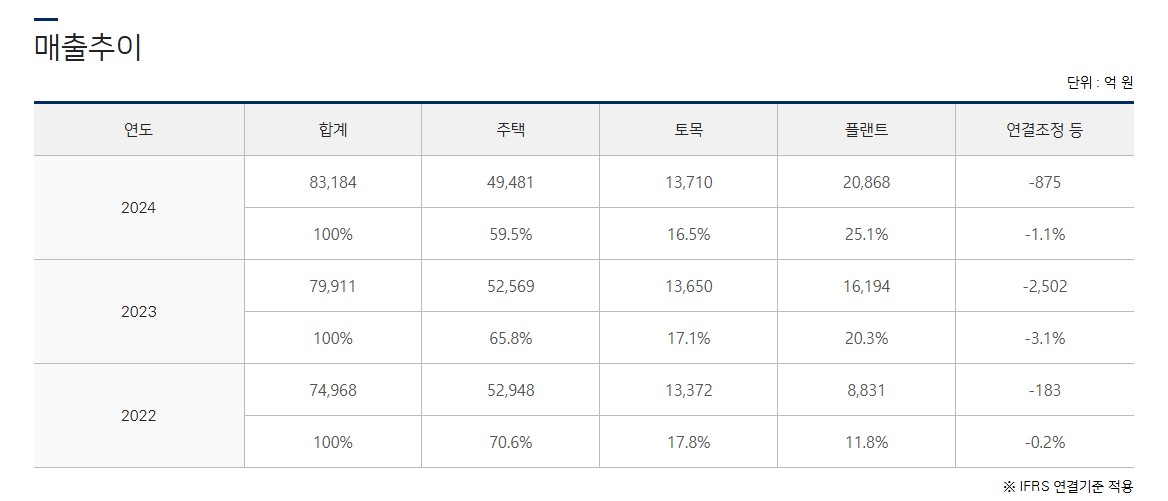 매출추이
단위 : 억 원
연도 합계 주택 토목 플랜트 연결조정 등
2024 83,184 49,481 13,710 20,868 -875
100% 59.5% 16.5% 25.1% -1.1%
2023 79,911 52,569 13,650 16,194 -2,502
100% 65.8% 17.1% 20.3% -3.1%
2022 74,968 52,948 13,372 8,831 -183
100% 70.6% 17.8% 11.8% -0.2%
※ IFRS 연결기준 적용